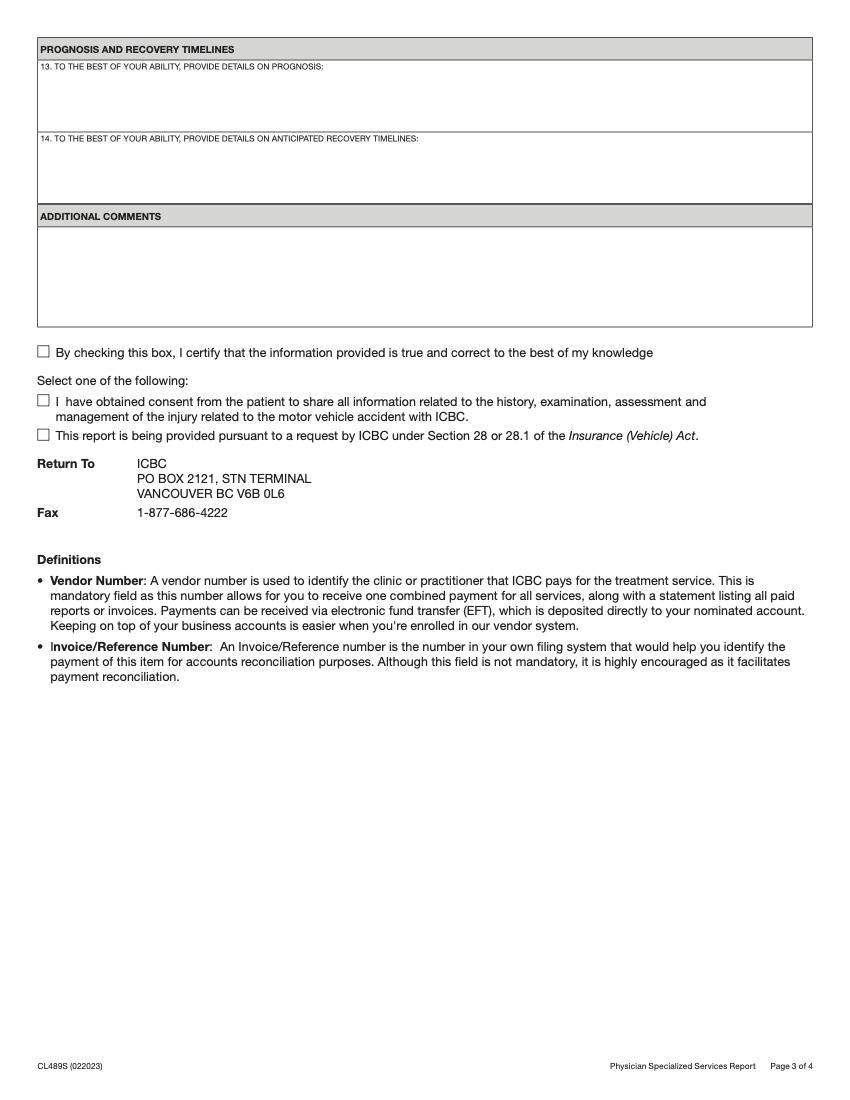 PROGNOSIS AND RECOVERY TIMELINES
13. TO THE BEST OF YOUR ABILITY, PROVIDE DETAILS ON PROGNOSIS:
14. TO THE BEST OF YOUR ABILITY, PROVIDE DETAILS ON ANTICIPATED RECOVERY TIMELINES:
ADDITIONAL COMMENTS
By checking this box, I certify that the information provided is true and correct to the best of my knowledge
Select one of the following:
I have obtained consent from the patient to share all information related to the history, examination, assessment and
management of the injury related to the motor vehicle accident with ICBC.
This report is being provided pursuant to a request by ICBC under Section 28 or 28.1 of the Insurance (Vehicle) Act.
Return To ICBC
PO BOX 2121, STN TERMINAL
VANCOUVER BC V6B 0L6
Fax 1-877-686-4222
Definitions
• Vendor Number: A vendor number is used to identify the clinic or practitioner that ICBC pays for the treatment service. This is
mandatory field as this number allows for you to receive one combined payment for all services, along with a statement listing all paid
reports or invoices. Payments can be received via electronic fund transfer (EFT), which is deposited directly to your nominated account.
Keeping on top of your business accounts is easier when you're enrolled in our vendor system.
• Invoice/Reference Number: An Invoice/Reference number is the number in your own filing system that would help you identify the
payment of this item for accounts reconciliation purposes. Although this field is not mandatory, it is highly encouraged as it facilitates
payment reconciliation.
CL489S (022023) Physician Specialized Services Report Page 3 of 4